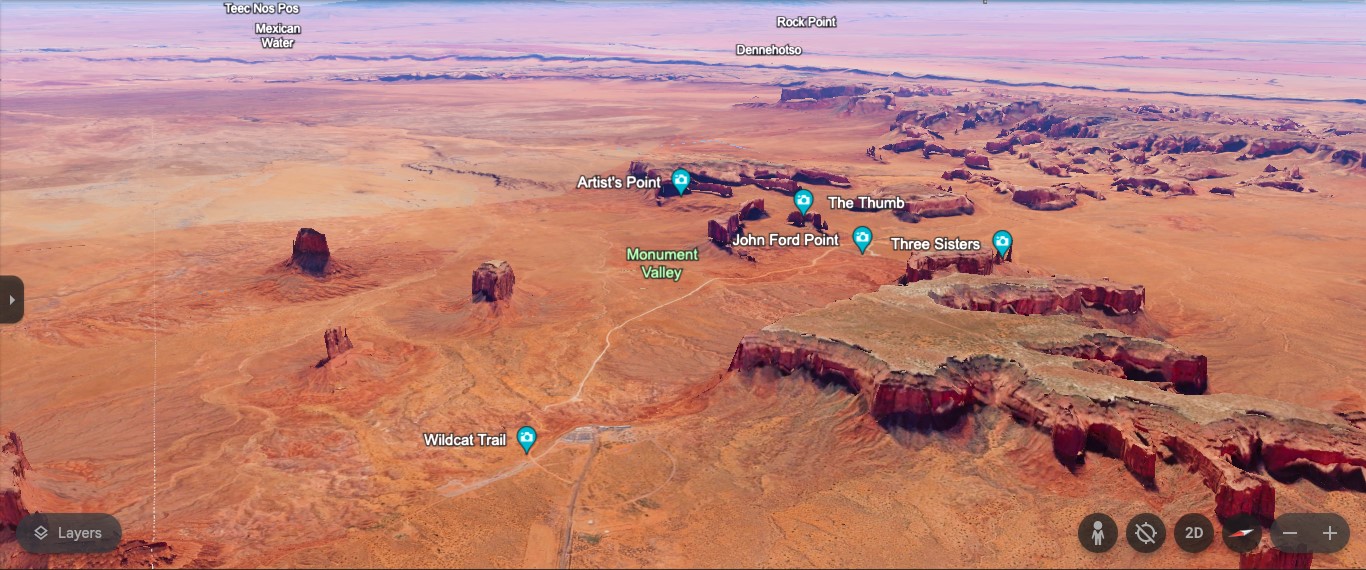 Teec Nos Pos
Mexican
Water
Rock Point
Dennehotso
Artist's Point
The Thumb
John Ford Point
Three Sisters
Monument
Valley
Wildcat Trail
Layers
2D